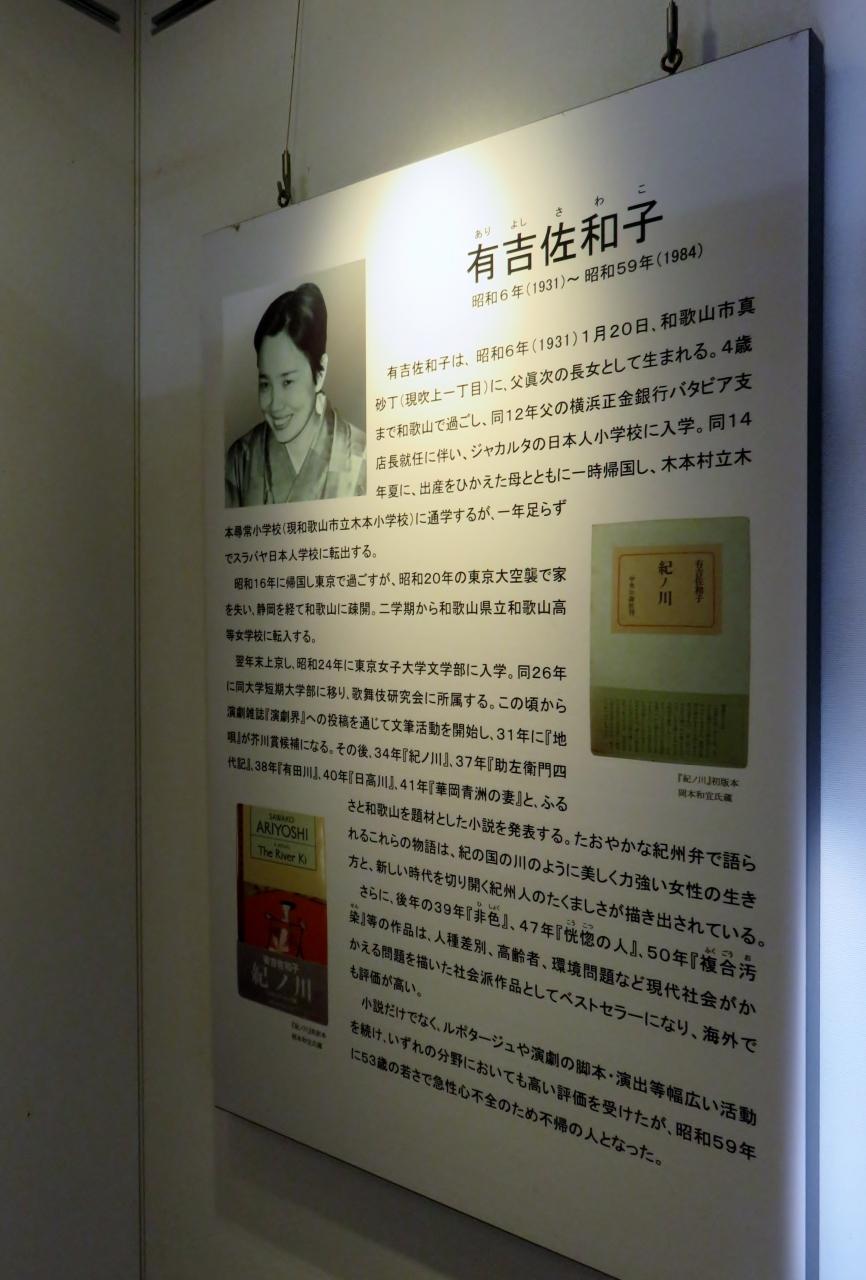 あり よし さ わ こ
有吉佐和子
昭和6年(1931)～昭和59年(1984)
有吉佐和子は、昭和6年(1931)1月20日、和歌山市真
砂丁(現吹上一丁目)に、父眞次の長女として生まれる。4歳
まで和歌山で過ごし、同12年父の横浜正金銀行バタビア支
店長就任に伴い、ジャカルタの日本人小学校に入学。同14
年夏に、出産をひかえた母とともに一時帰国し、木本村立木
本尋常小学校(現和歌山市立木本小学校)に通学するが、一年足らず
でスラバヤ日本人学校に転出する。
昭和16年に帰国し東京で過ごすが、昭和20年の東京大空襲で家
を失い、静岡を経て和歌山に疎開。二学期から和歌山県立和歌山高
等女学校に転入する。
翌年末上京し、昭和24年に東京女子大学文学部に入学。同26年
に同大学短期大学部に移り、歌舞伎研究会に所属する。この頃から
演劇雑誌『演劇界』への投稿を通じて文筆活動を開始し、31年に『地
唄』が芥川賞候補になる。その後、34年『紀ノ川』、37年『助左衛門四
代記』、38年『有田川』、40年『日高川』、41年『華岡青洲の妻』と、ふる
さと和歌山を題材とした小説を発表する。たおやかな紀州弁で語ら
れるこれらの物語は、紀の国の川のように美しく力強い女性の生き
方と、新しい時代を切り開く紀州人のたくましさが描き出されている。
ひ しょく こう こつ ふく ごう お
さらに、後年の39年『非色』、47年『恍惚の人』、50年『複合汚
せん
染』等の作品は、人種差別、高齢者、環境問題など現代社会がか
かえる問題を描いた社会派作品としてベストセラーになり、海外で
も評価が高い。
小説だけでなく、ルポタージュや演劇の脚本・演出等幅広い活動
を続け、いずれの分野においても高い評価を受けたが、昭和59年
に53歳の若さで急性心不全のため不帰の人となった。
有吉佐和子
紀ノ川
中央公論社刊
『紀ノ川』初版本
岡本和宜氏蔵
SAWAKO
ARIYOSHI
The River Ki
有吉佐和子
紀ノ川